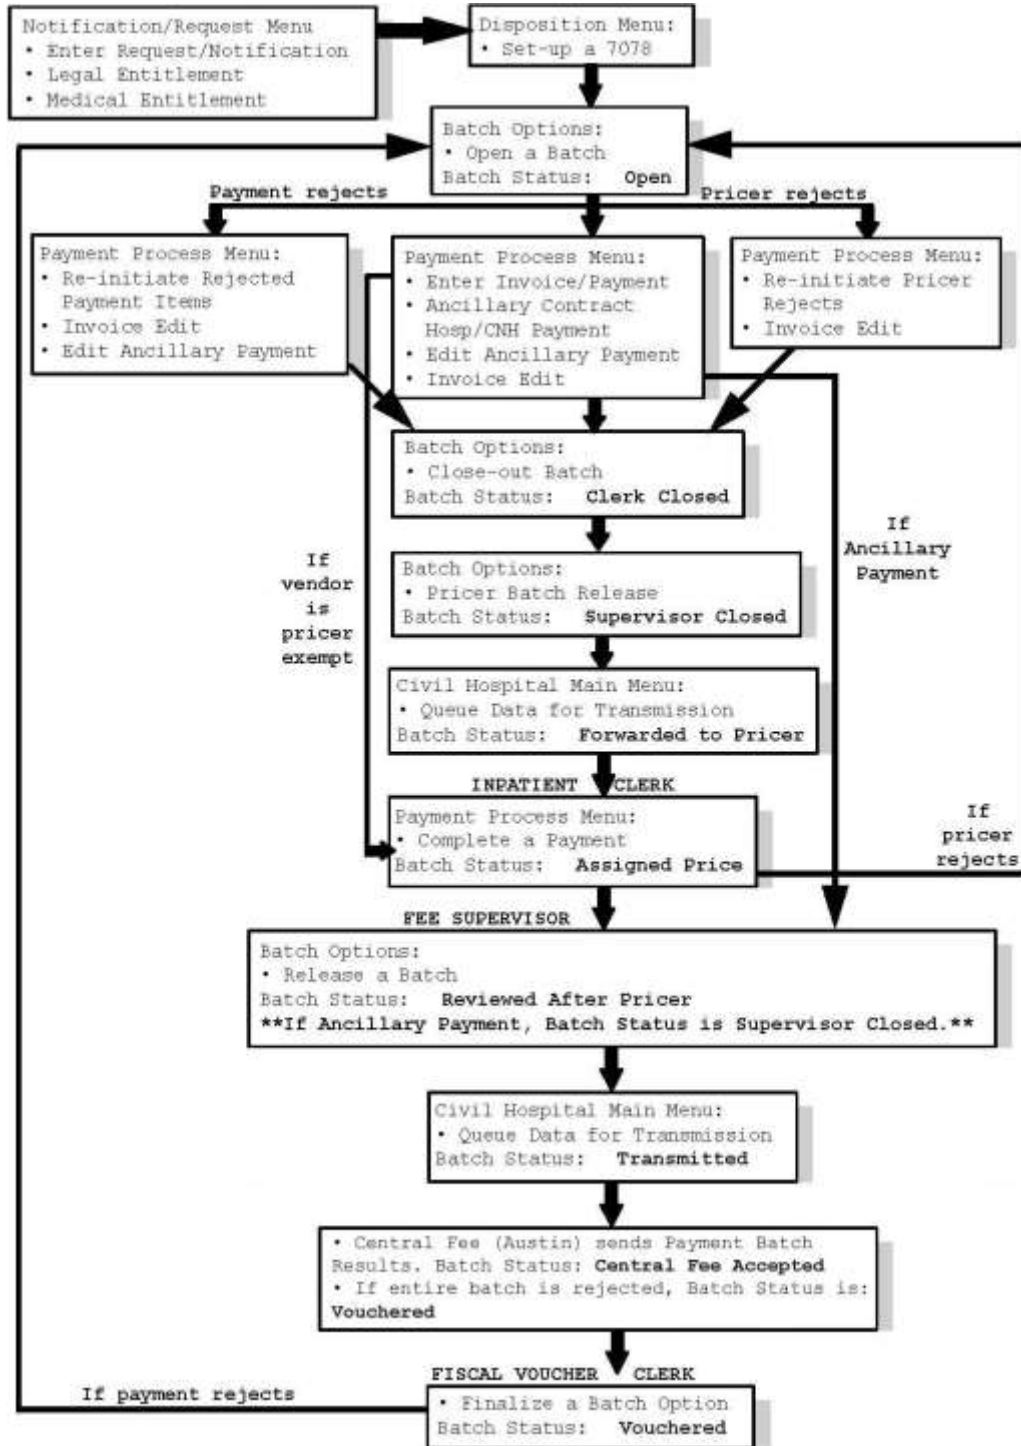 Notification/Request Menu
• Enter Request/Notification
• Legal Entitlement
• Medical Entitlement
Disposition Menu:
• Set-up a 7078
Batch Options:
• Open a Batch
Batch Status: Open
Payment rejects
Pricer rejects
Payment Process Menu:
• Re-initiate Rejected
Payment Items
• Invoice Edit
• Edit Ancillary Payment
Payment Process Menu:
• Enter Invoice/Payment
• Ancillary Contract
Hosp/CNH Payment
• Edit Ancillary Payment
• Invoice Edit
Payment Process Menu:
• Re-initiate Pricer
Rejects
• Invoice Edit
Batch Options:
• Close-out Batch
Batch Status: Clerk Closed
If
Ancillary
Payment
If
vendor
is
pricer
exempt
Batch Options:
• Pricer Batch Release
Batch Status: Supervisor Closed
Civil Hospital Main Menu:
• Queue Data for Transmission
Batch Status: Forwarded to Pricer
INPATIENT CLERK
Payment Process Menu:
• Complete a Payment
Batch Status: Assigned Price
If
pricer
rejects
FEE SUPERVISOR
Batch Options:
• Release a Batch
Batch Status: Reviewed After Pricer
**If Ancillary Payment, Batch Status is Supervisor Closed.**
Civil Hospital Main Menu:
• Queue Data for Transmission
Batch Status: Transmitted
• Central Fee (Austin) sends Payment Batch
Results. Batch Status: Central Fee Accepted
• If entire batch is rejected, Batch Status is:
Vouchered
FISCAL VOUCHER CLERK
If payment rejects
• Finalize a Batch Option
Batch Status: Vouchered